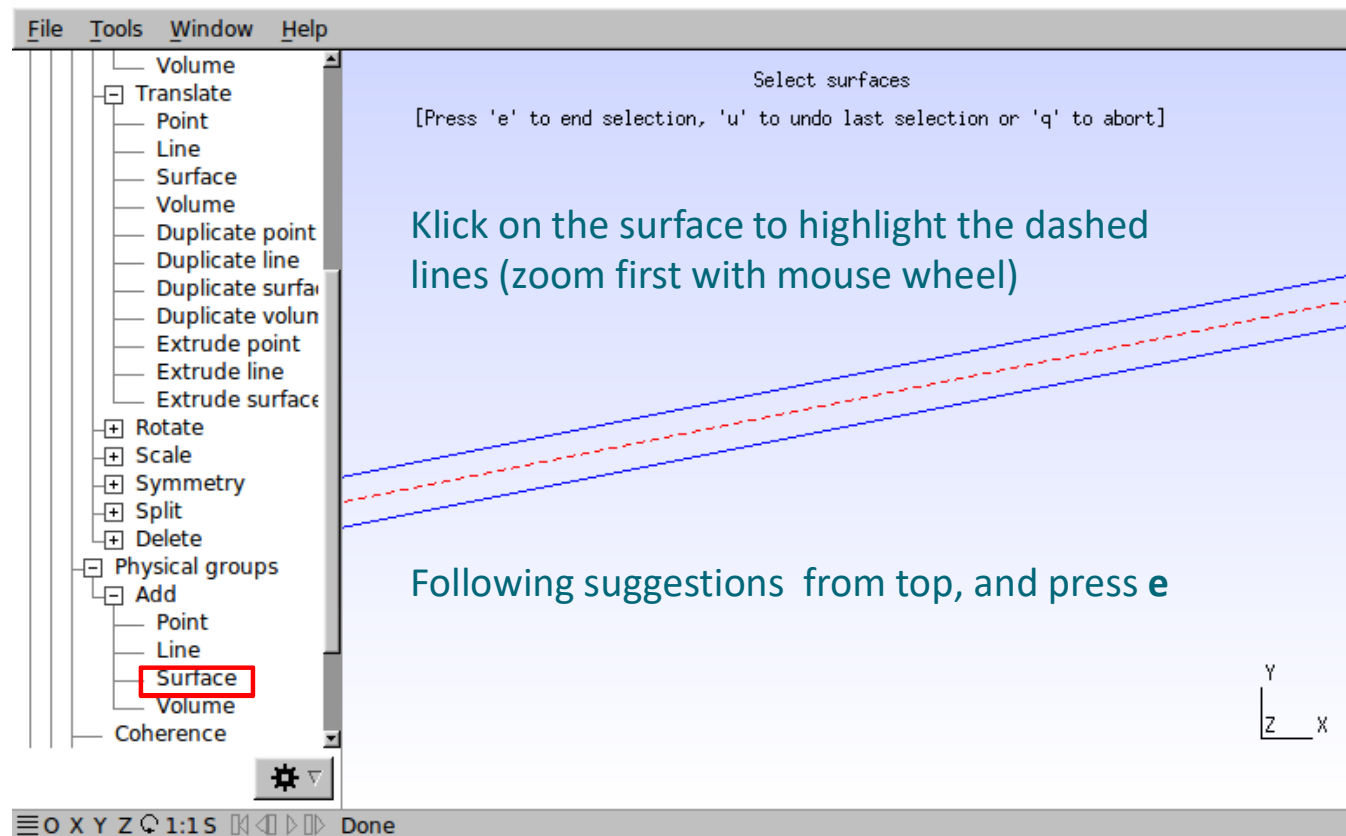 File Tools Window Help
Volume
Translate
Point
Line
Surface
Volume
Duplicate point
Duplicate line
Duplicate surfa
Duplicate volun
Extrude point
Extrude line
Extrude surface
Rotate
Scale
Symmetry
Split
Delete
Physical groups
Add
Point
Line
Surface
Volume
Coherence
Select surfaces
[Press 'e' to end selection, 'u' to undo last selection or 'q' to abort]
Klick on the surface to highlight the dashed
lines (zoom first with mouse wheel)
Following suggestions from top, and press e
Y
Z X
O X Y Z 1:1 S Done